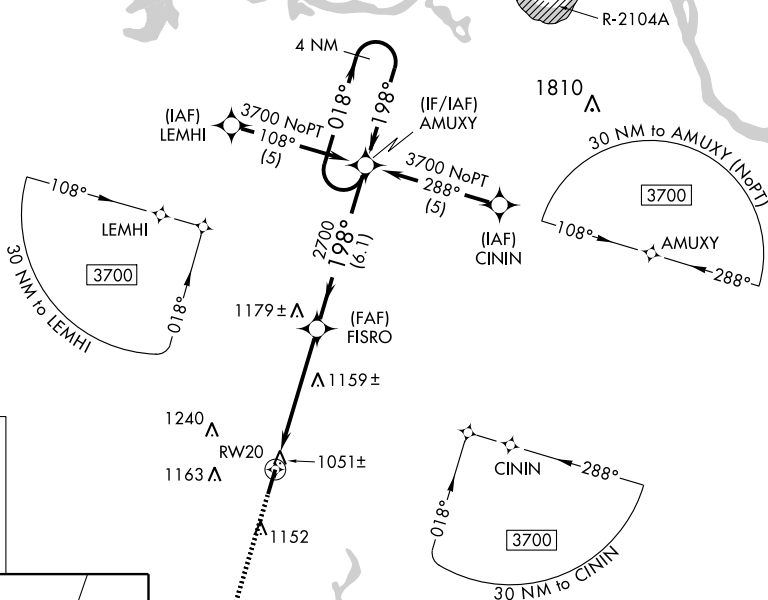 R-2104A
4 NM
1810
(IAF)
LEMHI
3700 NoPT
108°
(5)
018°
198°
(IF/IAF)
AMUXY
3700 NoPT
288°
(5)
(IAF)
CININ
30 NM to AMUXY (NoPT)
3700
108°
AMUXY
288°
108°
LEMHI
3700
018°
30 NM to LEMHI
2700
198°
(6.1)
1179±
(FAF)
FISRO
1159±
1240
RW20
1051±
1163
1152
CININ
288°
018°
3700
30 NM to CININ